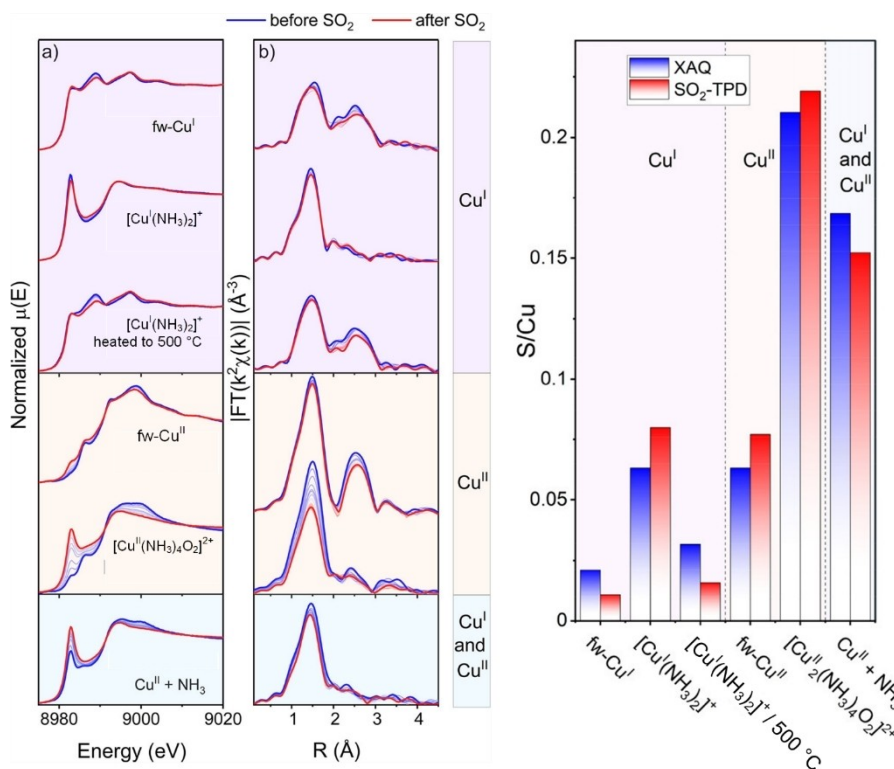 before SO₂ after SO₂
a)
b)
fw-Cuᴵ
[Cuᴵ(NH₃)₂]⁺
[Cuᴵ(NH₃)₂]⁺
heated to 500 °C
fw-Cuᴵᴵ
[Cuᴵᴵ(NH₃)₄O₂]²⁺
Cuᴵᴵ + NH₃
Normalized μ(E)
|FT(k²χ(k))| (Å⁻³)
Cuᴵ
Cuᴵᴵ
Cuᴵ
and
Cuᴵᴵ
8980 9000 9020
1 2 3 4
Energy (eV)
R (Å)
XAQ
SO₂-TPD
Cuᴵ
Cuᴵᴵ
Cuᴵ
and
Cuᴵᴵ
S/Cu
0.2
0.15
0.1
0.05
0
fw-Cuᴵ
[Cuᴵ(NH₃)₂]⁺
[Cuᴵ(NH₃)₂]⁺ / 500 °C
fw-Cuᴵᴵ
[Cuᴵᴵ₂(NH₃)₄O₂]²⁺